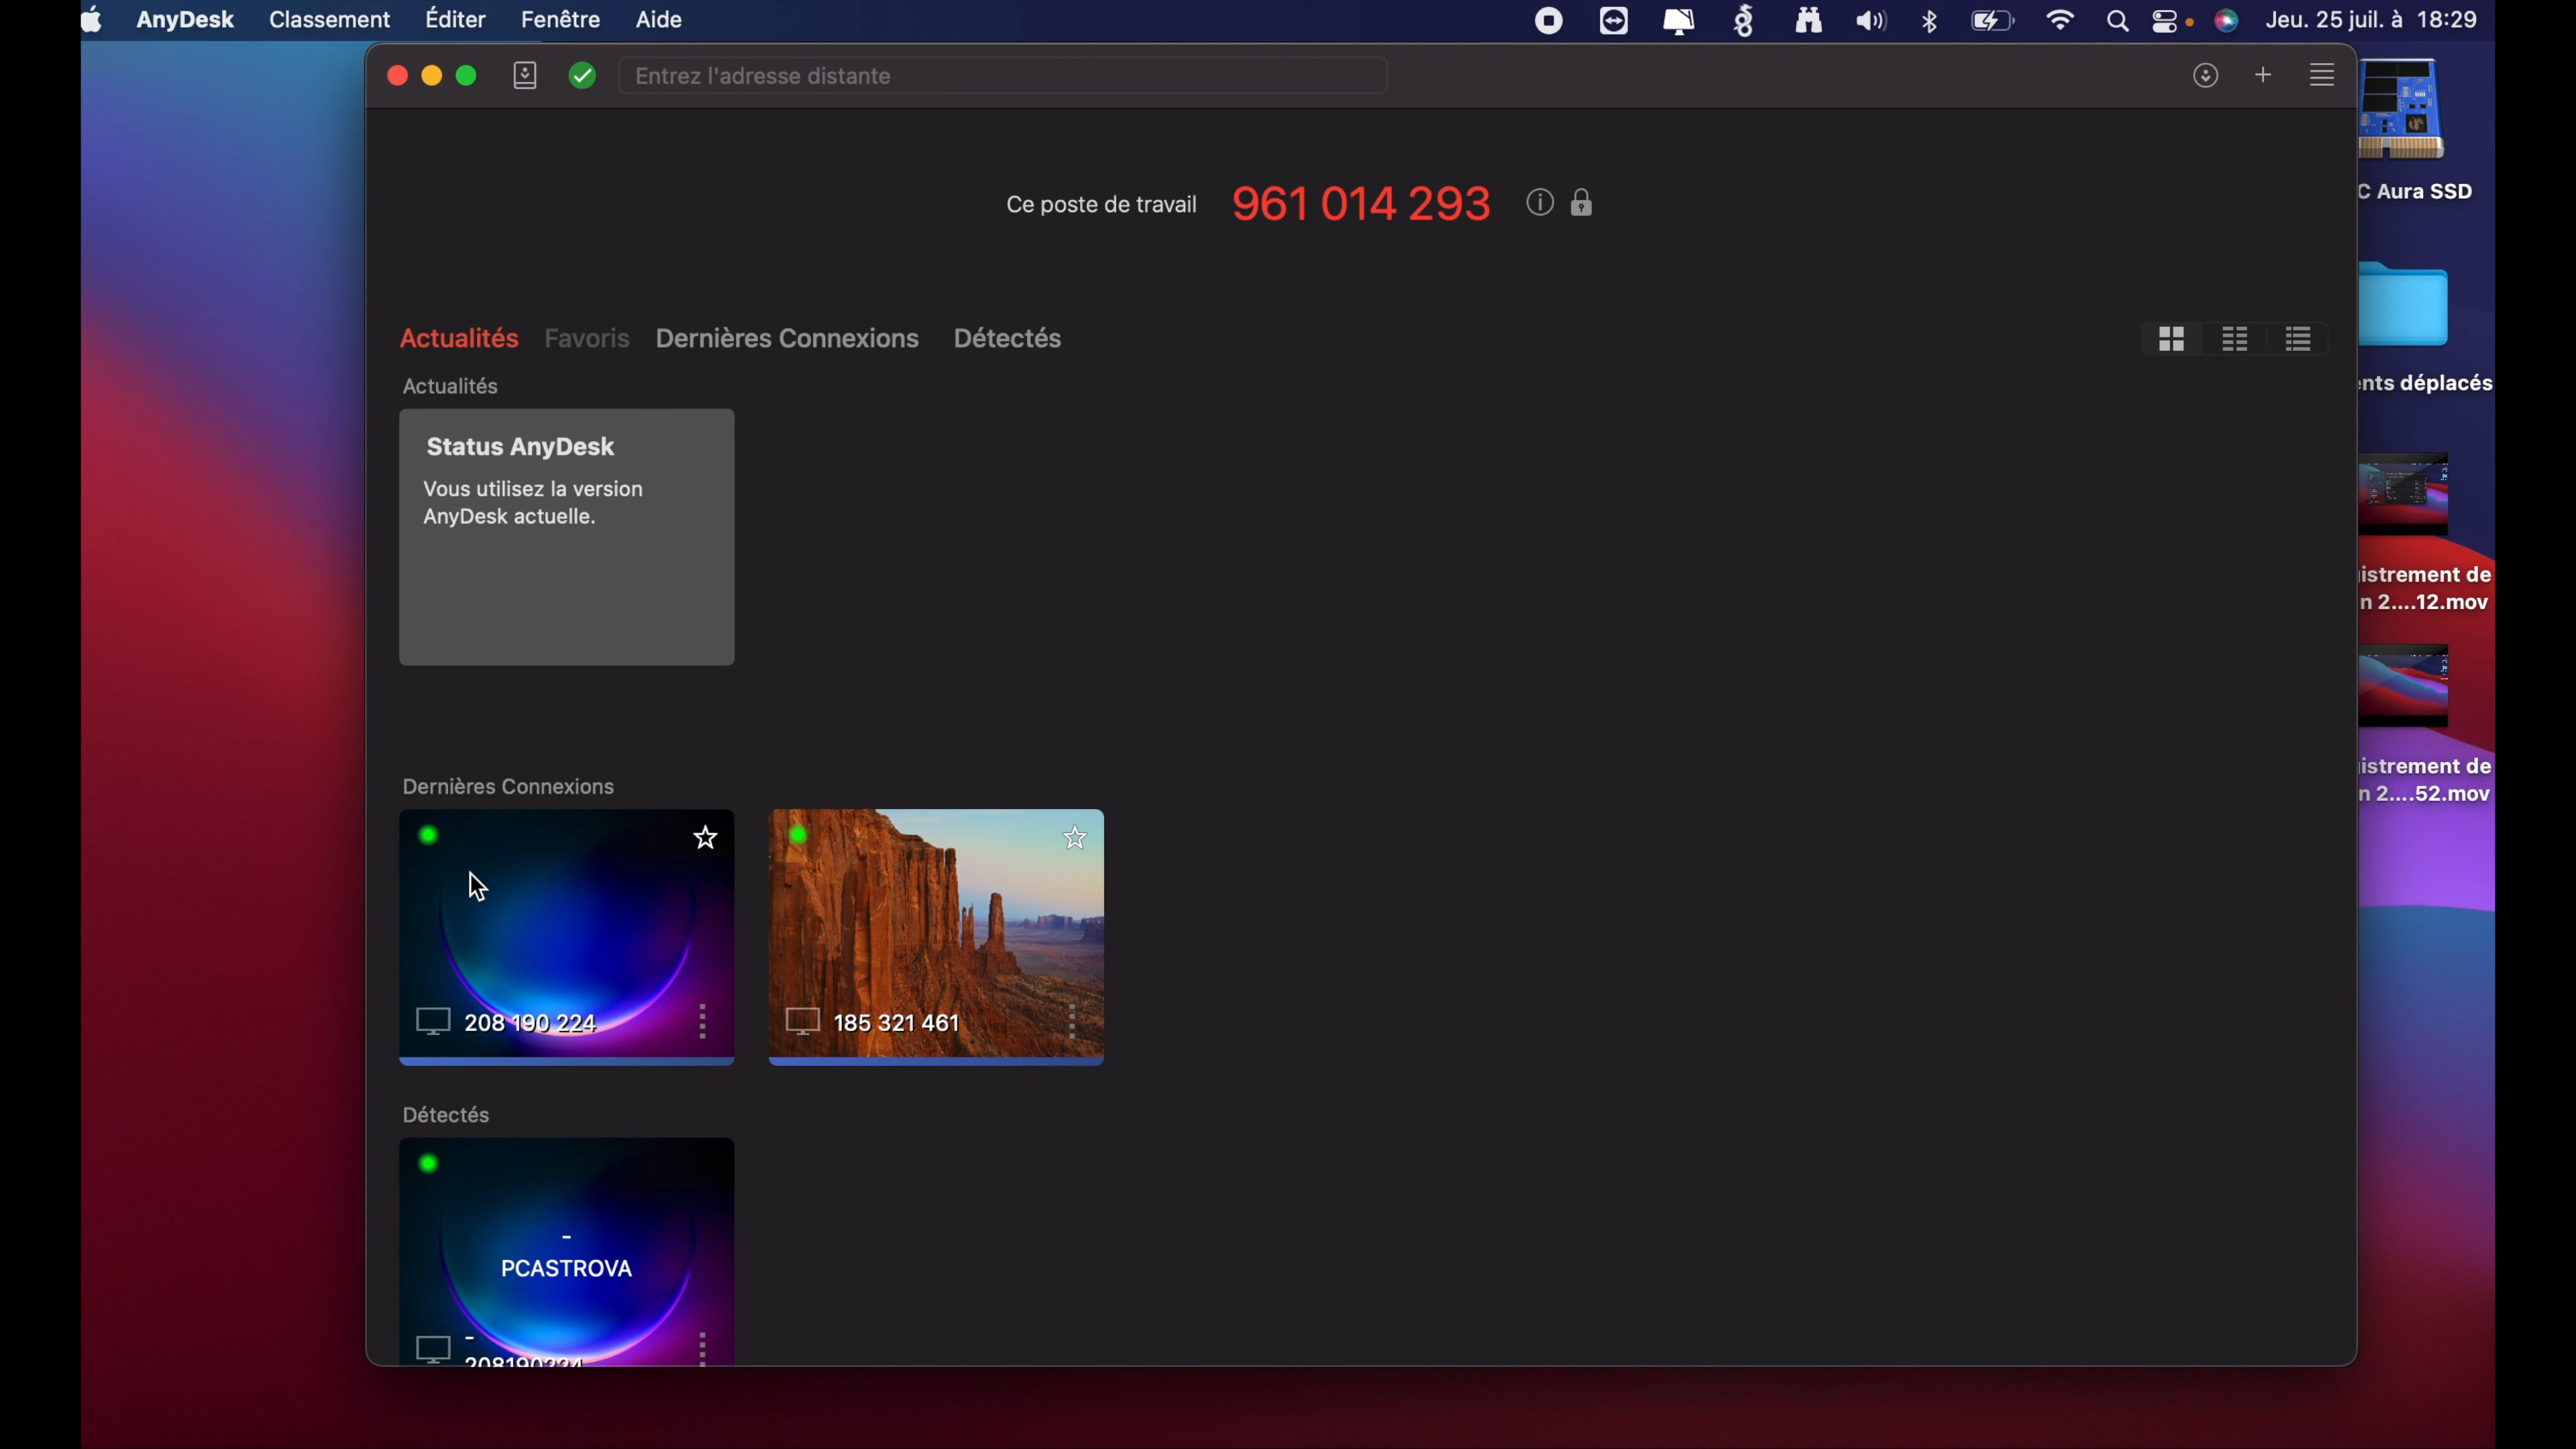 AnyDesk Classement Éditer Fenêtre Aide Jeu. 25 juil. à 18:29
Entrez l'adresse distante
Ce poste de travail 961 014 293
Actualités Favoris Dernières Connexions Détectés
Actualités
Status AnyDesk
Vous utilisez la version
AnyDesk actuelle.
Dernières Connexions
208 190 224
185 321 461
Détectés
-
PCASTROVA
-
208190224
C Aura SSD
ents déplacés
istrement de
n 2....12.mov
istrement de
n 2....52.mov